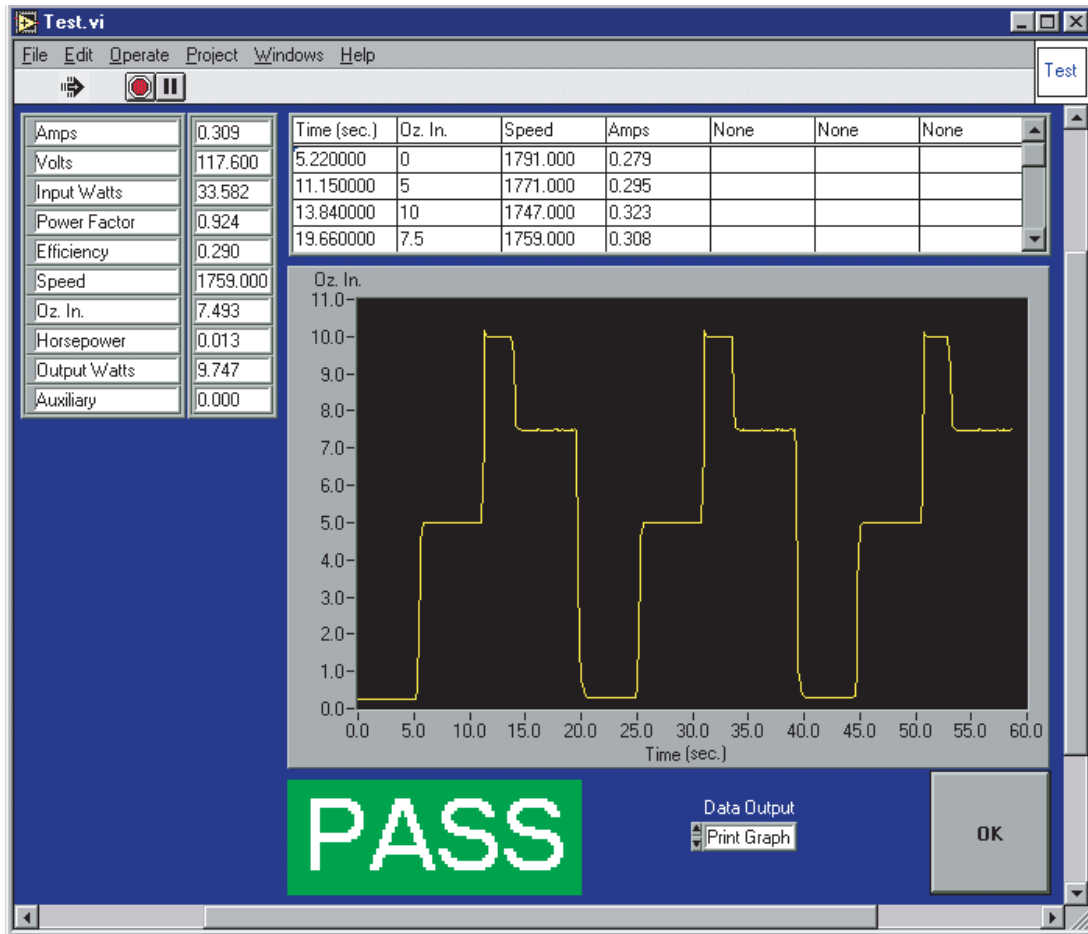 Test.vi
File Edit Operate Project Windows Help
Test
Amps 0.309
Volts 117.600
Input Watts 33.582
Power Factor 0.924
Efficiency 0.290
Speed 1759.000
Oz. In. 7.493
Horsepower 0.013
Output Watts 9.747
Auxiliary 0.000
Time (sec.) Oz. In. Speed Amps None None None
5.220000 0 1791.000 0.279
11.150000 5 1771.000 0.295
13.840000 10 1747.000 0.323
19.660000 7.5 1759.000 0.308
Oz. In.
11.0
10.0
9.0
8.0
7.0
6.0
5.0
4.0
3.0
2.0
1.0
0.0
0.0 5.0 10.0 15.0 20.0 25.0 30.0 35.0 40.0 45.0 50.0 55.0 60.0
Time (sec.)
PASS
Data Output
Print Graph
OK